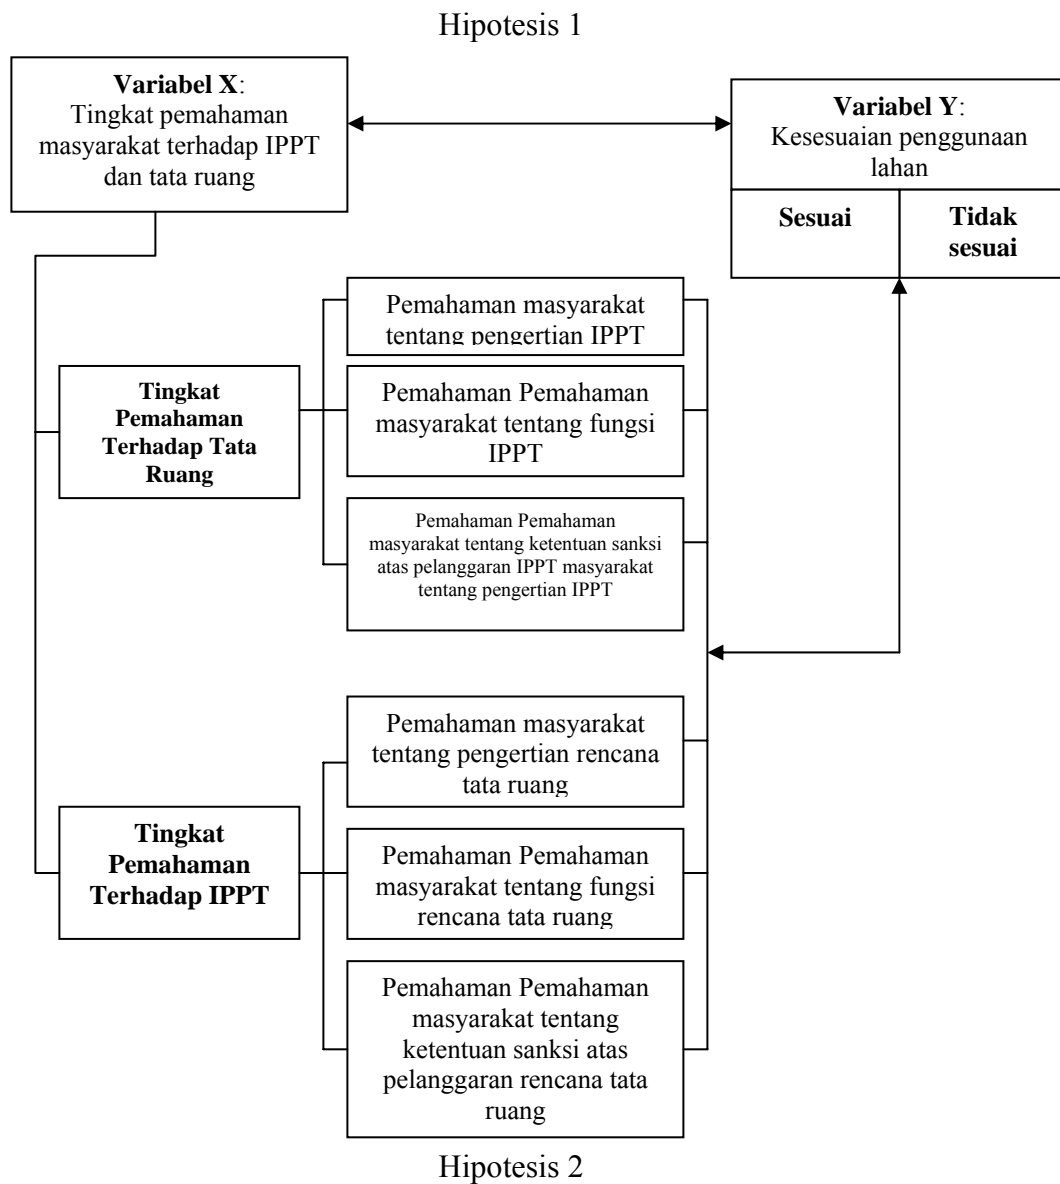 Hipotesis 1
Variabel X:
Tingkat pemahaman
masyarakat terhadap IPPT
dan tata ruang
Variabel Y:
Kesesuaian penggunaan
lahan
Sesuai
Tidak
sesuai
Tingkat
Pemahaman
Terhadap Tata
Ruang
Pemahaman masyarakat
tentang pengertian IPPT
Pemahaman Pemahaman
masyarakat tentang fungsi
IPPT
Pemahaman Pemahaman
masyarakat tentang ketentuan sanksi
atas pelanggaran IPPT masyarakat
tentang pengertian IPPT
Tingkat
Pemahaman
Terhadap IPPT
Pemahaman masyarakat
tentang pengertian rencana
tata ruang
Pemahaman Pemahaman
masyarakat tentang fungsi
rencana tata ruang
Pemahaman Pemahaman
masyarakat tentang
ketentuan sanksi atas
pelanggaran rencana tata
ruang
Hipotesis 2